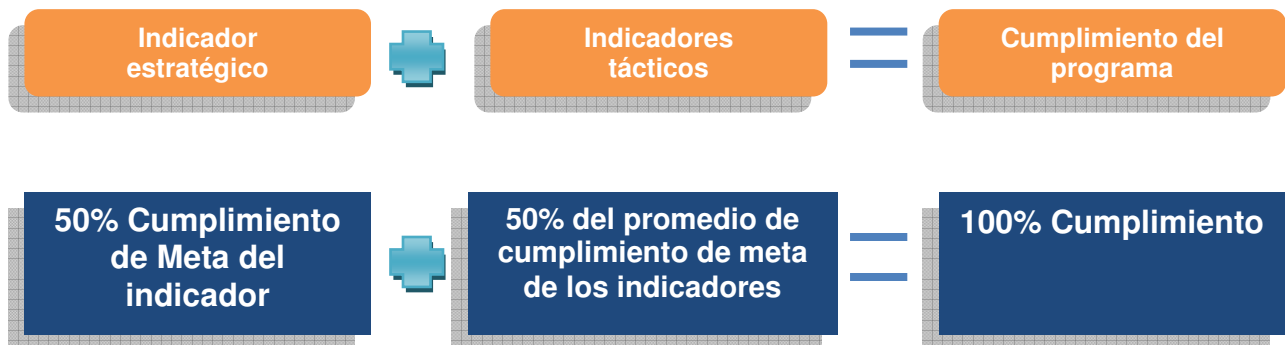 Indicador
estratégico
Indicadores
tácticos
Cumplimiento del
programa
50% Cumplimiento
de Meta del
indicador
50% del promedio de
cumplimiento de meta
de los indicadores
100% Cumplimiento